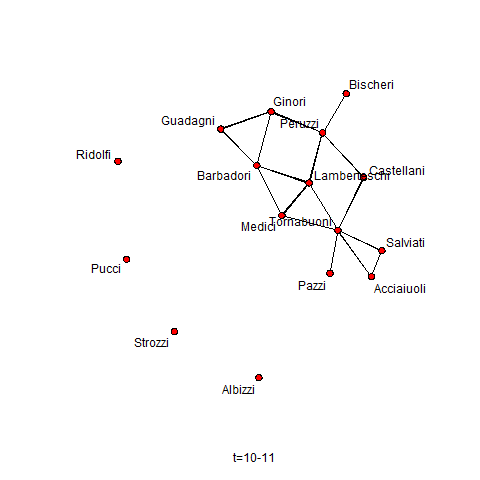 Bischeri
Ginori
Guadagni
Peruzzi
Ridolfi
Barbadori
Lamberteschi
Castellani
Medici
Tornabuoni
Salviati
Pucci
Pazzi
Acciaiuoli
Strozzi
Albizzi
t=10-11